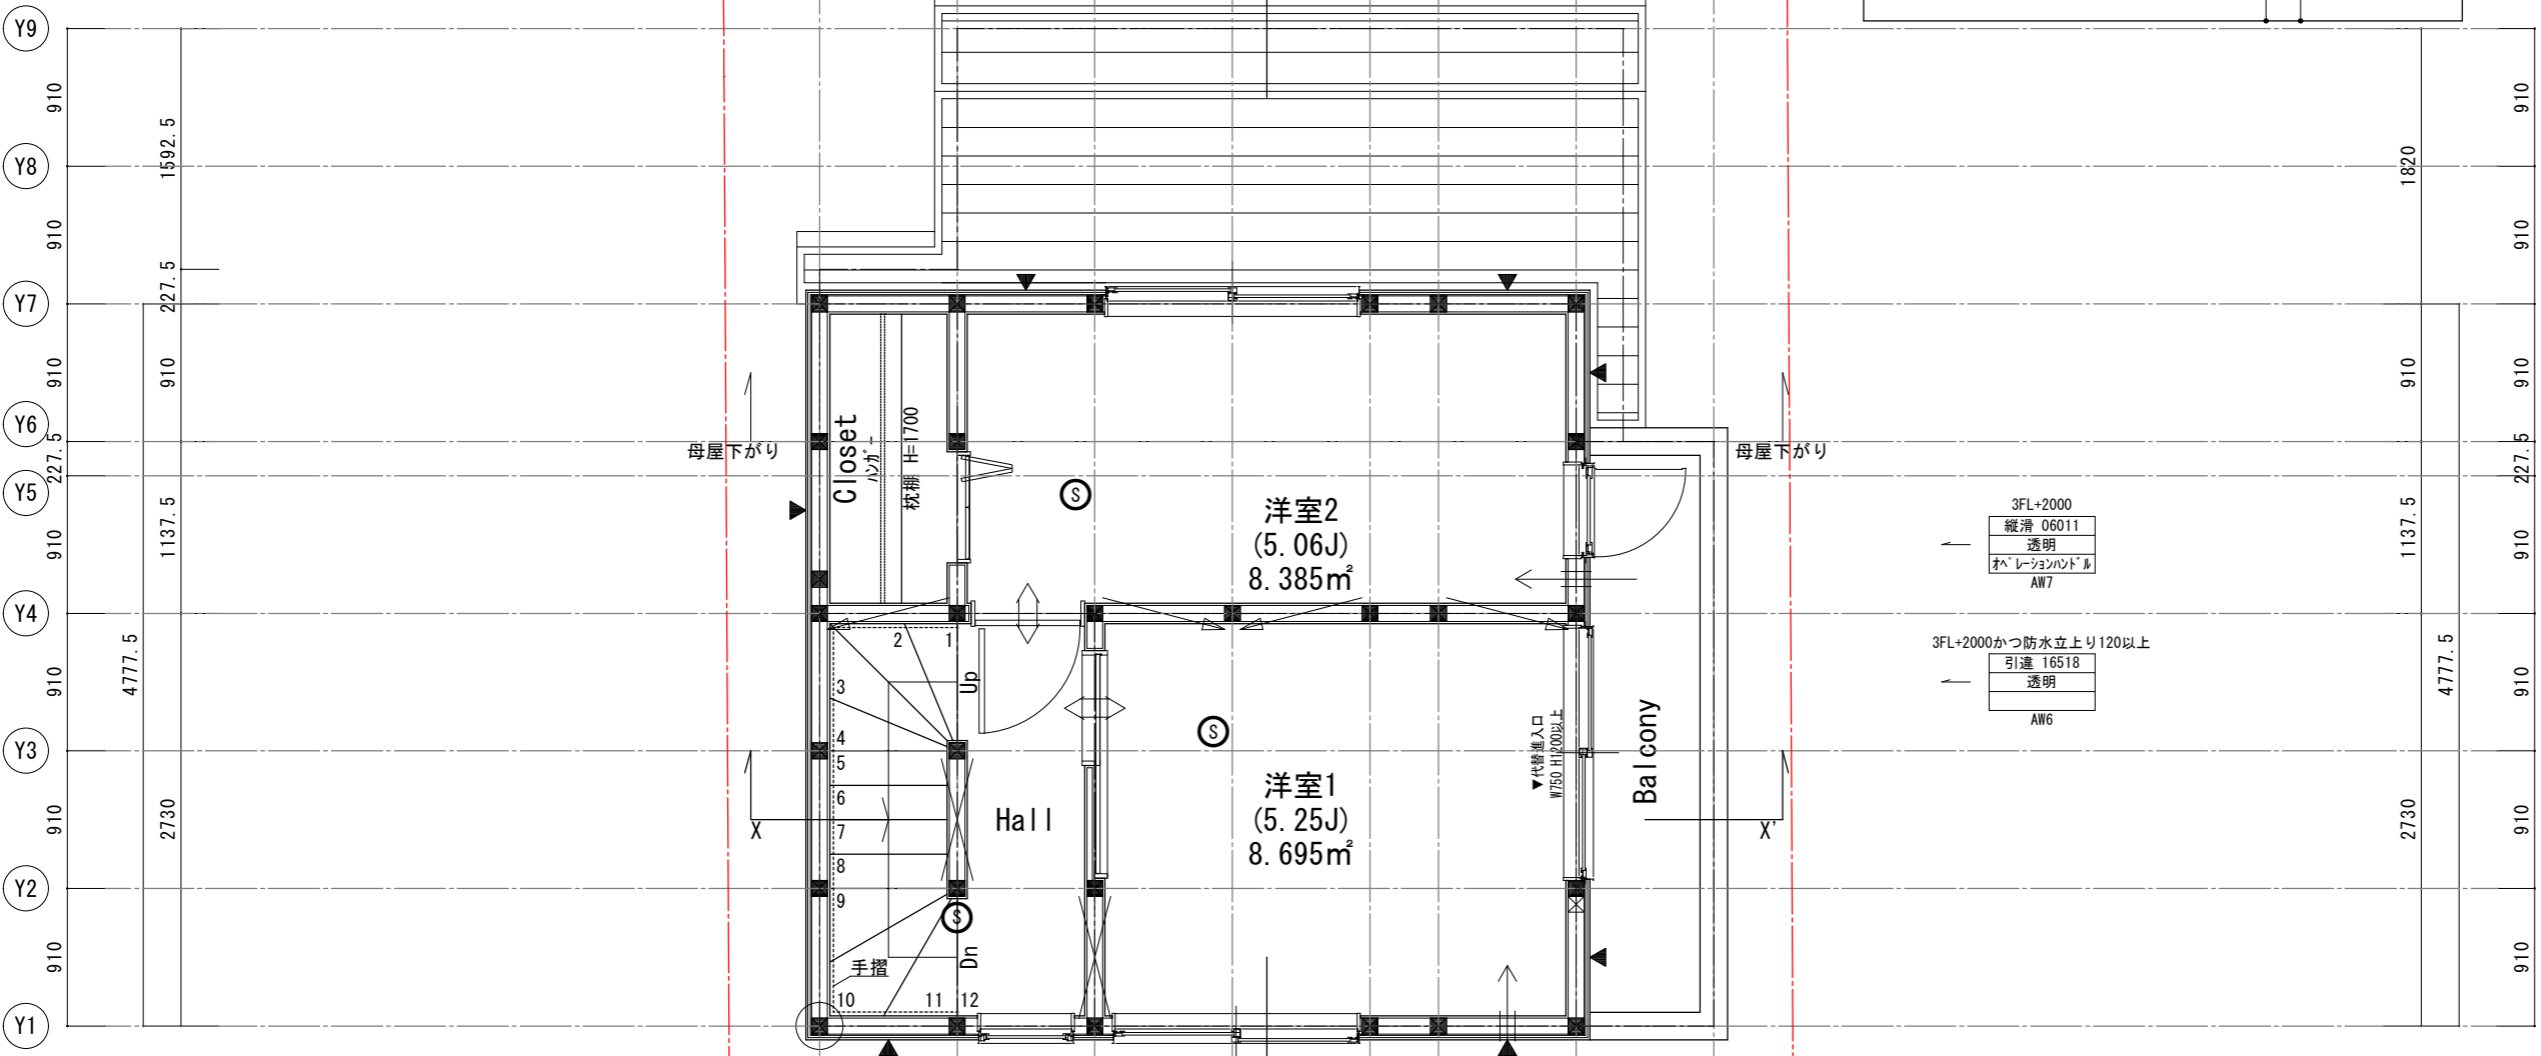 Y9
Y8
Y7
Y6
Y5
Y4
Y3
Y2
Y1
910
910
910
227.5
910
910
910
910
4777.5
1592.5
227.5
910
1137.5
2730
母屋下がり
X
Closet
ハンガー
枕棚 H=1700
S
洋室2
(5.06J)
8.385㎡
1
2
3
4
5
6
7
8
9
10
11
12
Up
Dn
手摺
S
Hall
S
洋室1
(5.25J)
8.695㎡
▼代替進入口
W750 H1200以上
Balcony
母屋下がり
X'
3FL+2000
縦滑 06011
透明
オペレーションハンドル
AW7
3FL+2000かつ防水立上り120以上
引違 16518
透明
AW6
1820
910
1137.5
2730
4777.5
910
910
910
227.5
910
910
910
910